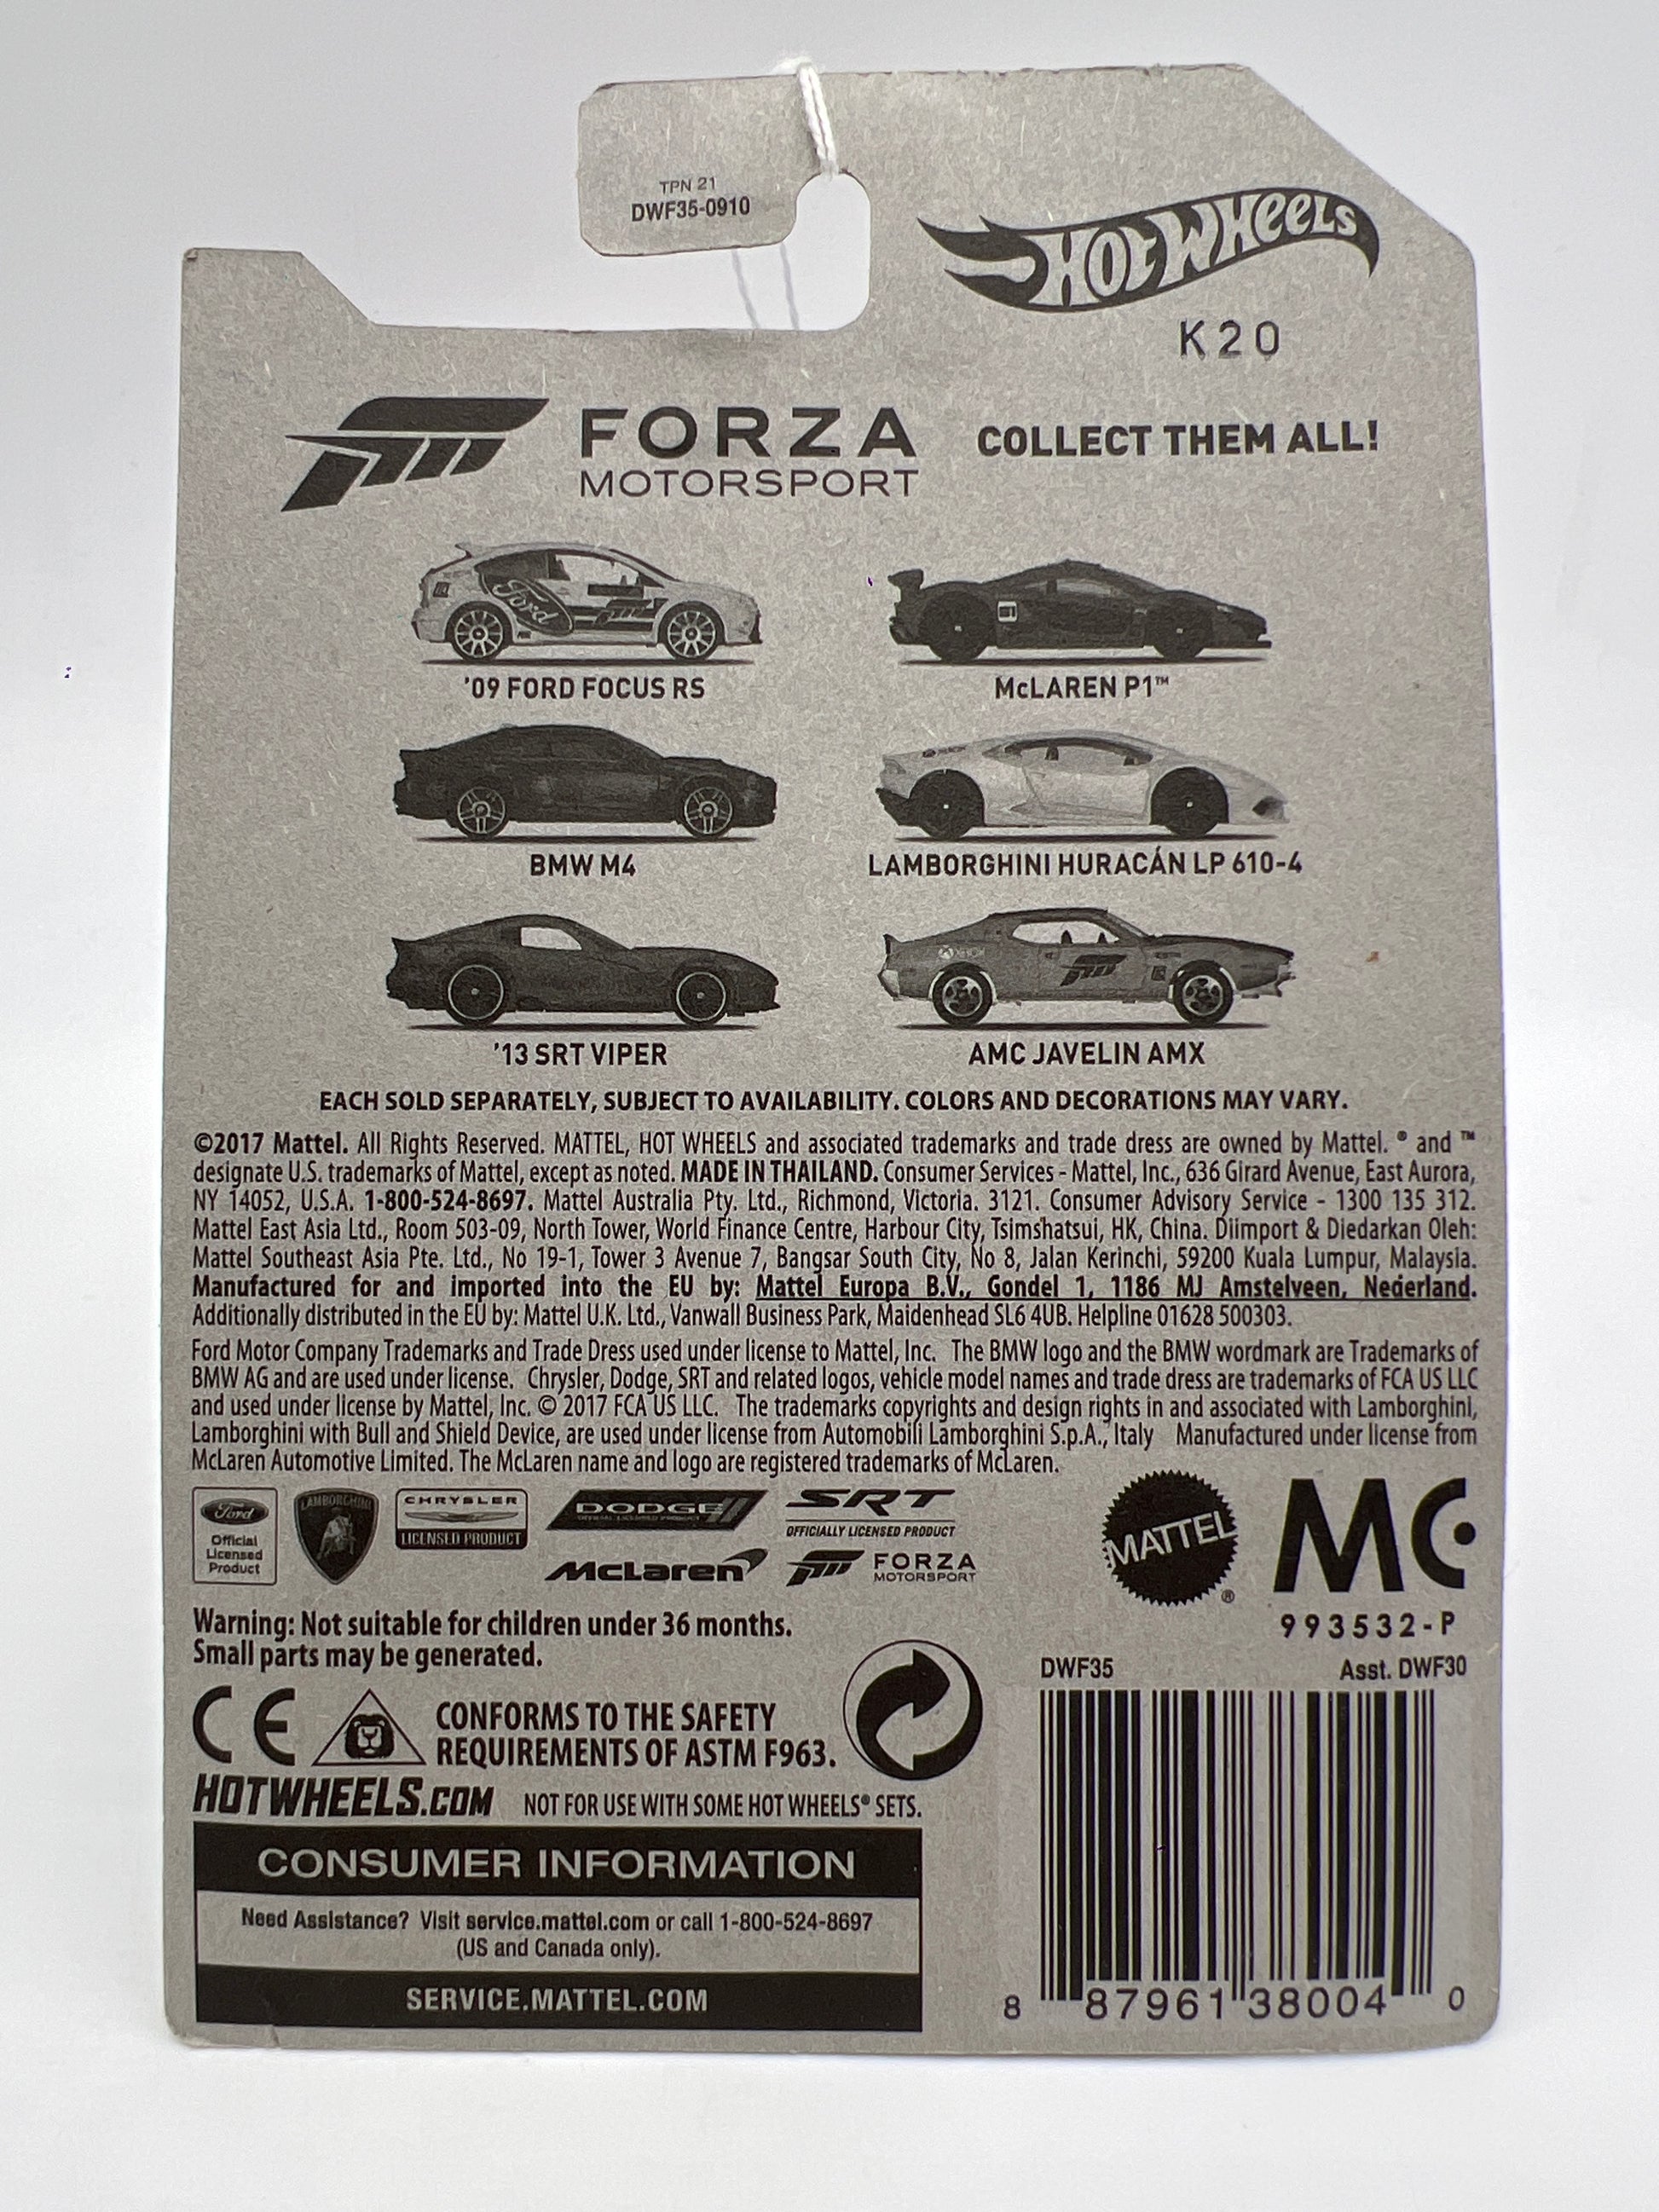 TPN 21
DWF35-0910
HOT WHEELS
K20
FORZA
MOTORSPORT
COLLECT THEM ALL!
Ford
'09 FORD FOCUS RS
McLAREN P1™
BMW M4
LAMBORGHINI HURACÁN LP 610-4
'13 SRT VIPER
AMC JAVELIN AMX
EACH SOLD SEPARATELY, SUBJECT TO AVAILABILITY. COLORS AND DECORATIONS MAY VARY.
©2017 Mattel. All Rights Reserved. MATTEL, HOT WHEELS and associated trademarks and trade dress are owned by Mattel. ® and ™
designate U.S. trademarks of Mattel, except as noted. MADE IN THAILAND. Consumer Services - Mattel, Inc., 636 Girard Avenue, East Aurora,
NY 14052, U.S.A. 1-800-524-8697. Mattel Australia Pty. Ltd., Richmond, Victoria. 3121. Consumer Advisory Service - 1300 135 312.
Mattel East Asia Ltd., Room 503-09, North Tower, World Finance Centre, Harbour City, Tsimshatsui, HK, China. Diimport & Diedarkan Oleh:
Mattel Southeast Asia Pte. Ltd., No 19-1, Tower 3 Avenue 7, Bangsar South City, No 8, Jalan Kerinchi, 59200 Kuala Lumpur, Malaysia.
Manufactured for and imported into the EU by: Mattel Europa B.V., Gondel 1, 1186 MJ Amstelveen, Nederland.
Additionally distributed in the EU by: Mattel U.K. Ltd., Vanwall Business Park, Maidenhead SL6 4UB. Helpline 01628 500303.
Ford Motor Company Trademarks and Trade Dress used under license to Mattel, Inc. The BMW logo and the BMW wordmark are Trademarks of
BMW AG and are used under license. Chrysler, Dodge, SRT and related logos, vehicle model names and trade dress are trademarks of FCA US LLC
and used under license by Mattel, Inc. © 2017 FCA US LLC. The trademarks copyrights and design rights in and associated with Lamborghini,
Lamborghini with Bull and Shield Device, are used under license from Automobili Lamborghini S.p.A., Italy Manufactured under license from
McLaren Automotive Limited. The McLaren name and logo are registered trademarks of McLaren.
Ford
Official
Licensed
Product
LAMBORGHINI
CHRYSLER
LICENSED PRODUCT
DODGE
OFFICIAL LICENSED PRODUCT
SRT
OFFICIALLY LICENSED PRODUCT
McLaren
FORZA
MOTORSPORT
MATTEL®
MC
993532-P
Warning: Not suitable for children under 36 months.
Small parts may be generated.
DWF35
Asst. DWF30
CE
CONFORMS TO THE SAFETY
REQUIREMENTS OF ASTM F963.
HOTWHEELS.COM
NOT FOR USE WITH SOME HOT WHEELS® SETS.
CONSUMER INFORMATION
Need Assistance? Visit service.mattel.com or call 1-800-524-8697
(US and Canada only).
SERVICE.MATTEL.COM
8 87961 38004 0